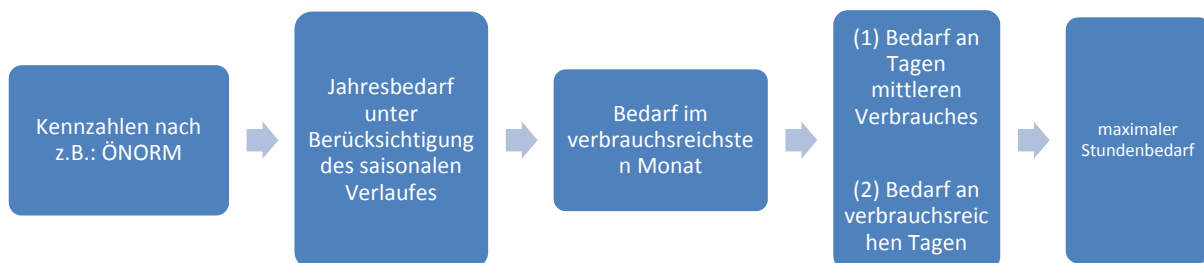 Kennzahlen nach
z.B.: ÖNORM
Jahresbedarf
unter
Berücksichtigung
des saisonalen
Verlaufes
Bedarf im
verbrauchsreichste
n Monat
(1) Bedarf an
Tagen
mittleren
Verbrauches
(2) Bedarf an
verbrauchsreic
hen Tagen
maximaler
Stundenbedarf